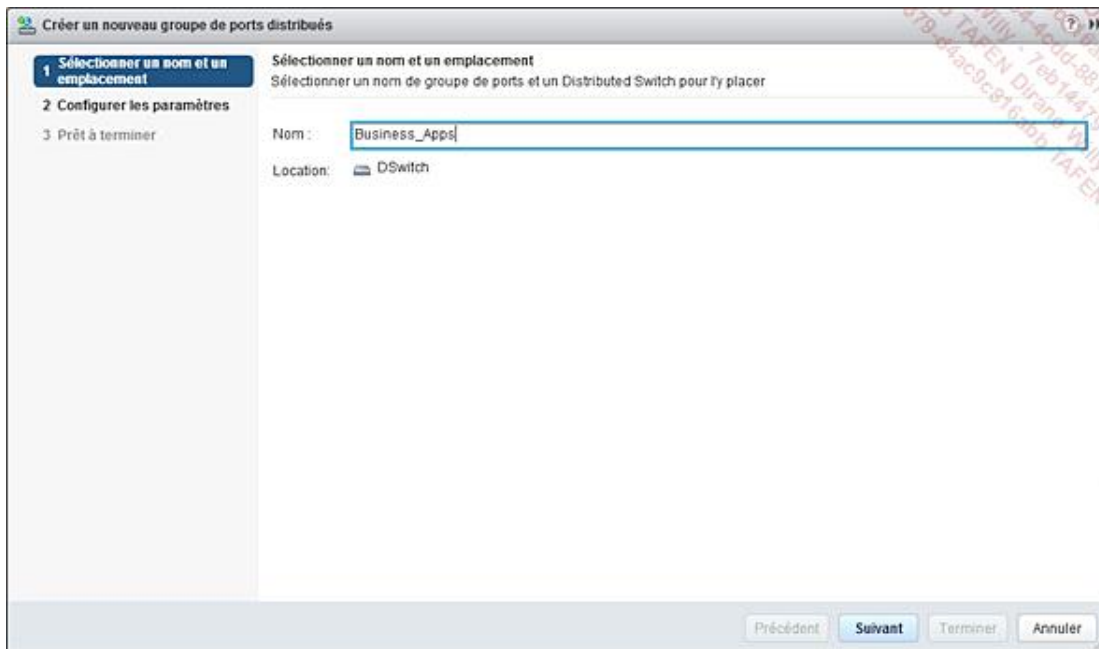 Créer un nouveau groupe de ports distribués
?
1 Sélectionner un nom et un
emplacement
2 Configurer les paramètres
3 Prêt à terminer
Sélectionner un nom et un emplacement
Sélectionner un nom de groupe de ports et un Distributed Switch pour l'y placer
Nom :
Business_Apps
Location:
DSwitch
Précédent
Suivant
Terminer
Annuler